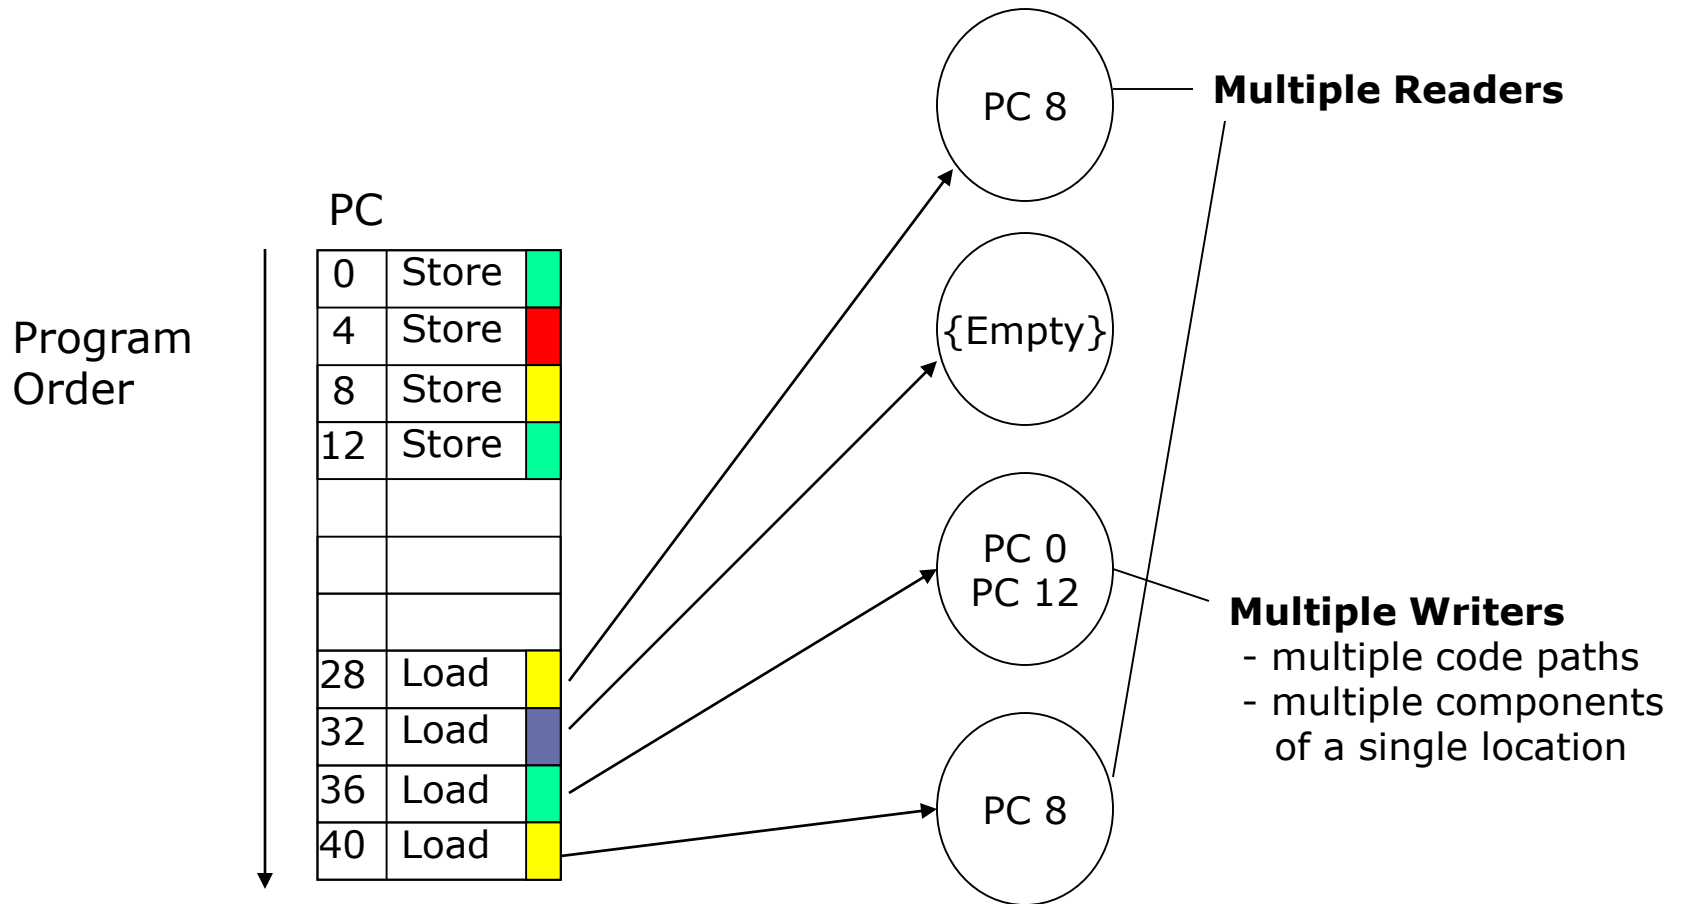 Program
Order
PC
0 Store
4 Store
8 Store
12 Store
28 Load
32 Load
36 Load
40 Load
PC 8
{Empty}
PC 0
PC 12
PC 8
Multiple Readers
Multiple Writers
- multiple code paths
- multiple components
of a single location